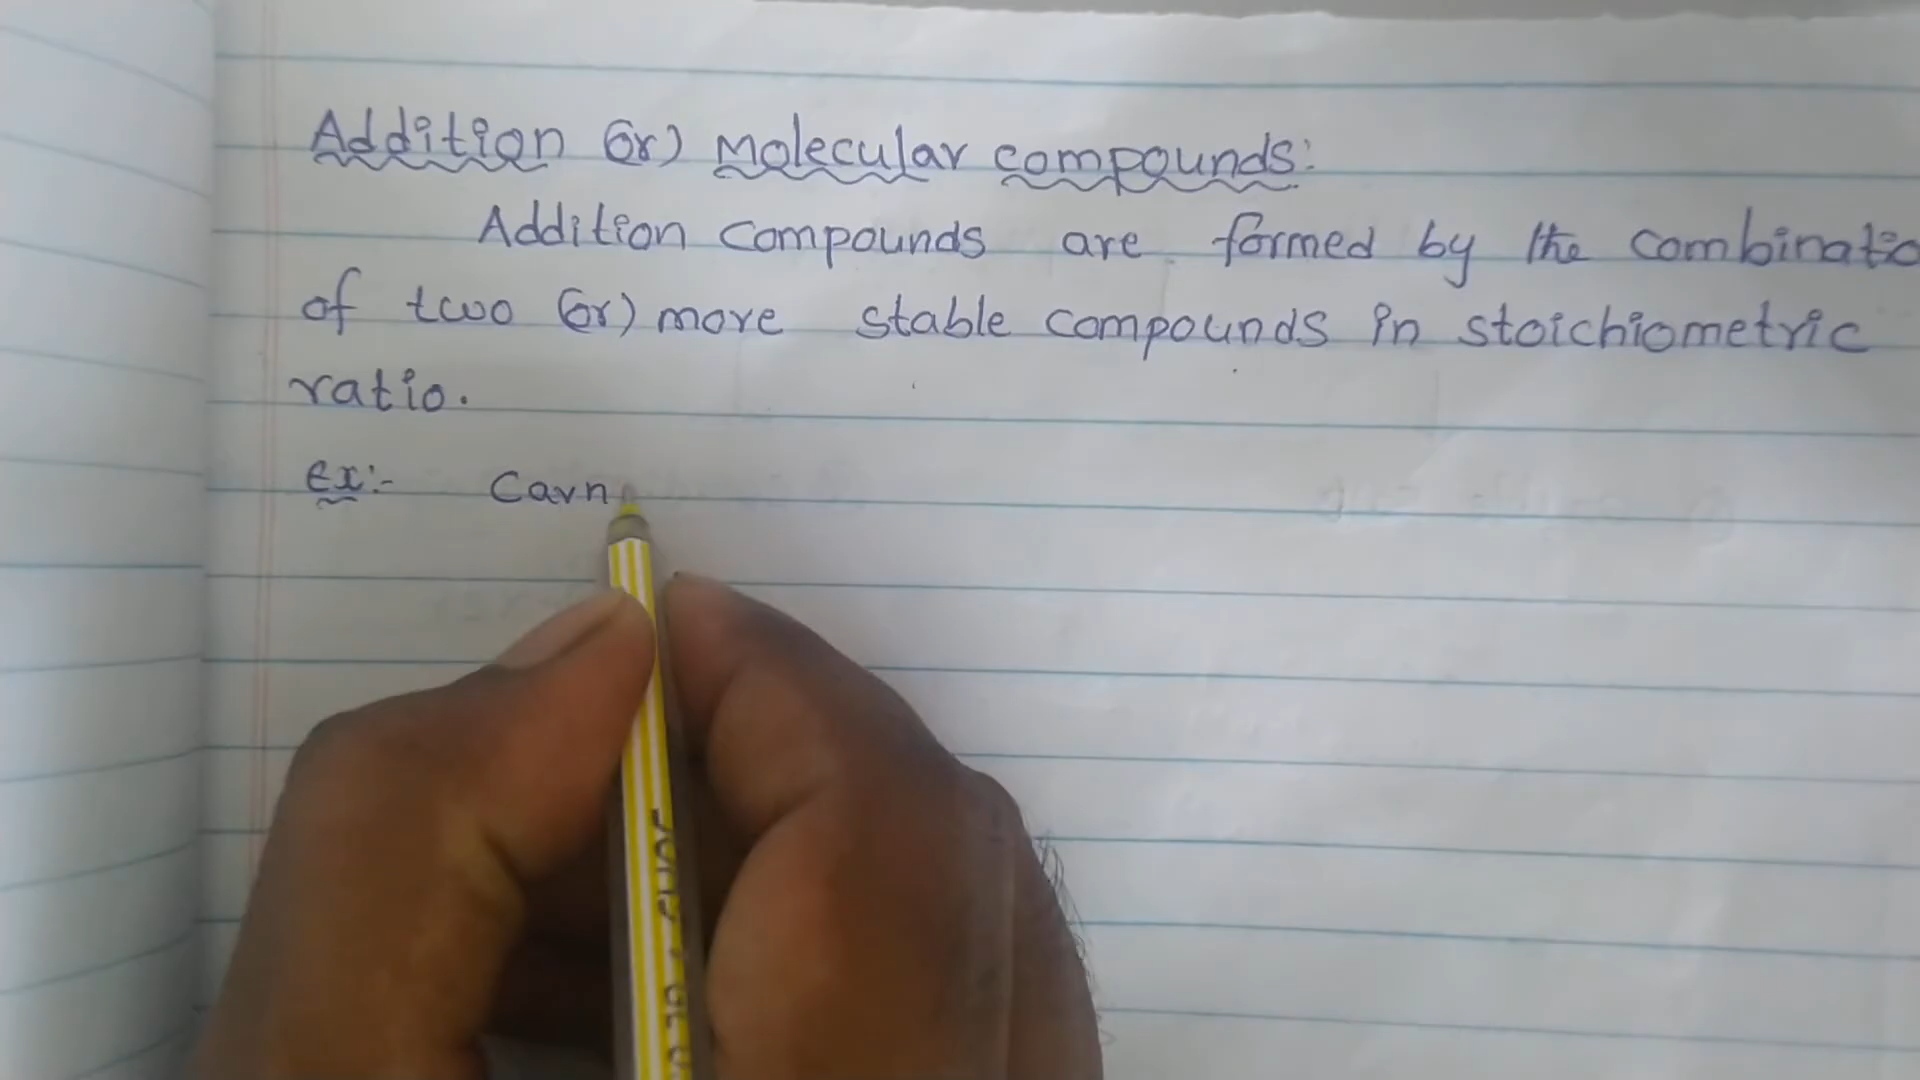 Addition (or) Molecular compounds:
Addition compounds are formed by the combinatio
of two (or) more stable compounds in stoichiometric
ratio.
ex:- Carn